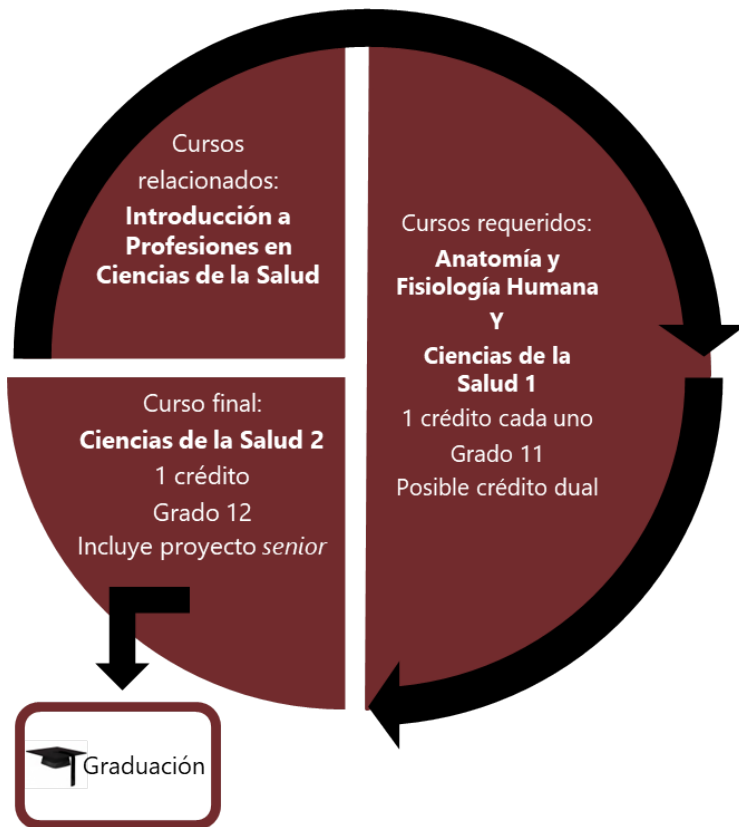 Cursos
relacionados:
Introducción a
Profesiones en
Ciencias de la Salud
Cursos requeridos:
Anatomía y
Fisiología Humana
Y
Ciencias de la
Salud 1
1 crédito cada uno
Grado 11
Posible crédito dual
Curso final:
Ciencias de la Salud 2
1 crédito
Grado 12
Incluye proyecto senior
Graduación